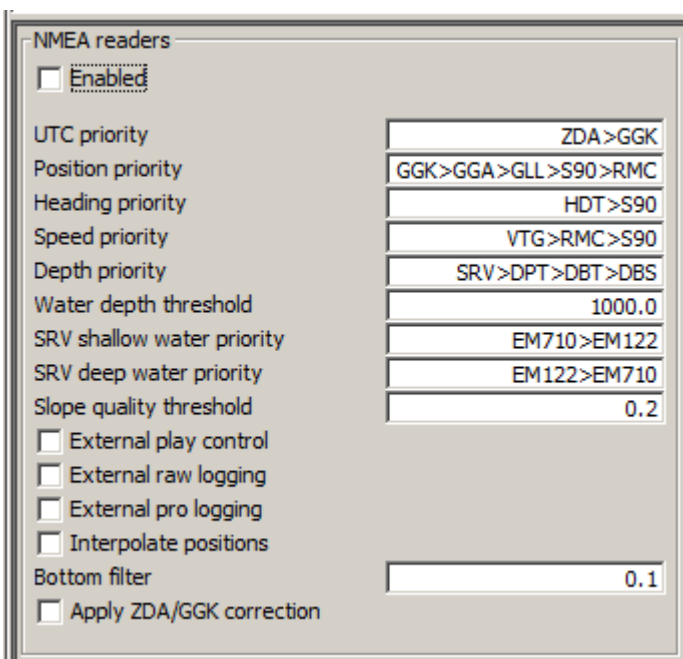 NMEA readers
Enabled
UTC priority ZDA>GGK
Position priority GGK>GGA>GLL>S90>RMC
Heading priority HDT>S90
Speed priority VTG>RMC>S90
Depth priority SRV>DPT>DBT>DBS
Water depth threshold 1000.0
SRV shallow water priority EM710>EM122
SRV deep water priority EM122>EM710
Slope quality threshold 0.2
External play control
External raw logging
External pro logging
Interpolate positions
Bottom filter 0.1
Apply ZDA/GGK correction